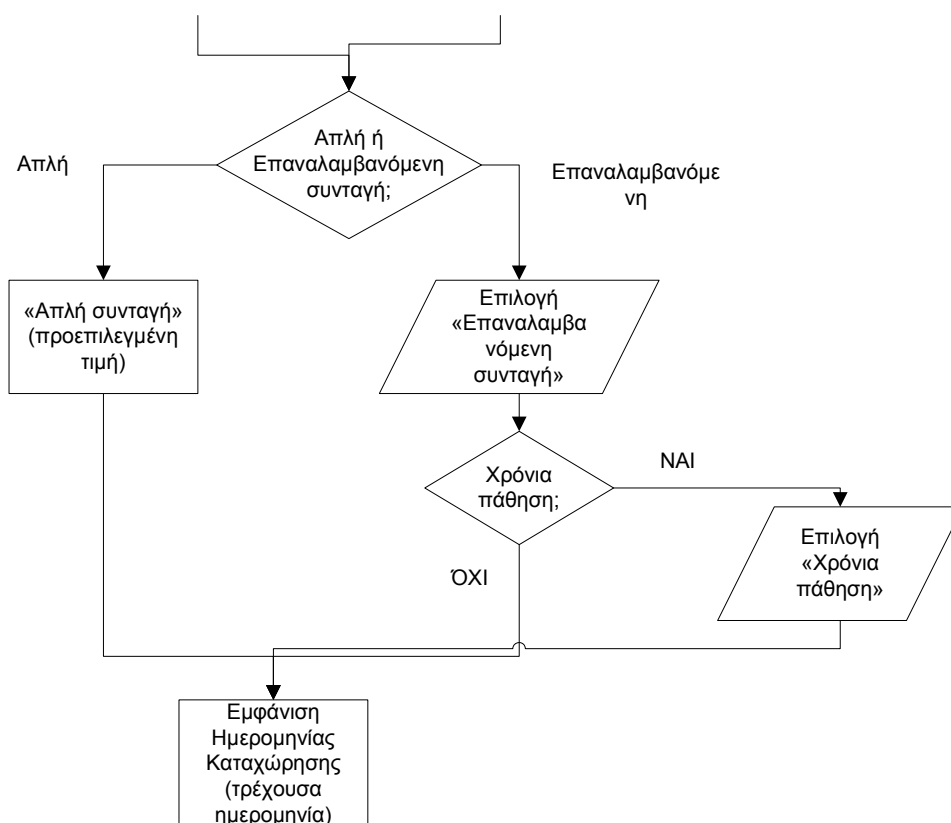 Απλή ή
Επαναλαμβανόμενη
συνταγή;
Απλή
Επαναλαμβανόμε
νη
«Απλή συνταγή»
(προεπιλεγμένη
τιμή)
Επιλογή
«Επαναλαμβα
νόμενη
συνταγή»
Χρόνια
πάθηση;
ΝΑΙ
Επιλογή
«Χρόνια
πάθηση»
ΌΧΙ
Εμφάνιση
Ημερομηνίας
Καταχώρησης
(τρέχουσα
ημερομηνία)